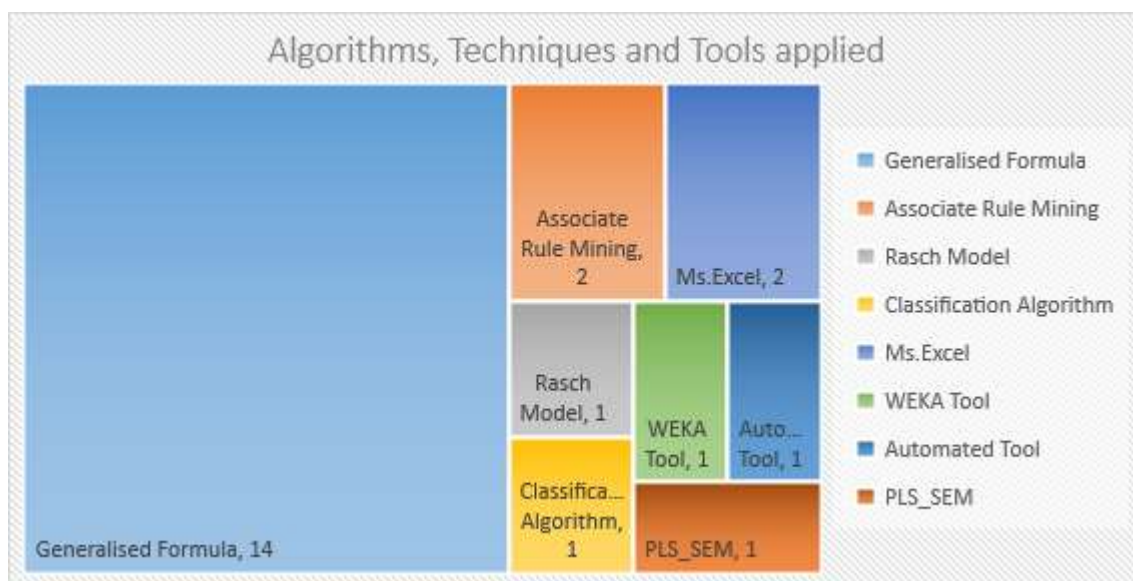 Algorithms, Techniques and Tools applied
Generalised Formula, 14
Associate
Rule Mining,
2
Ms.Excel, 2
Rasch
Model, 1
Classifica...
Algorithm,
1
WEKA
Tool, 1
Auto...
Tool, 1
PLS_SEM, 1
Generalised Formula
Associate Rule Mining
Rasch Model
Classification Algorithm
Ms.Excel
WEKA Tool
Automated Tool
PLS_SEM